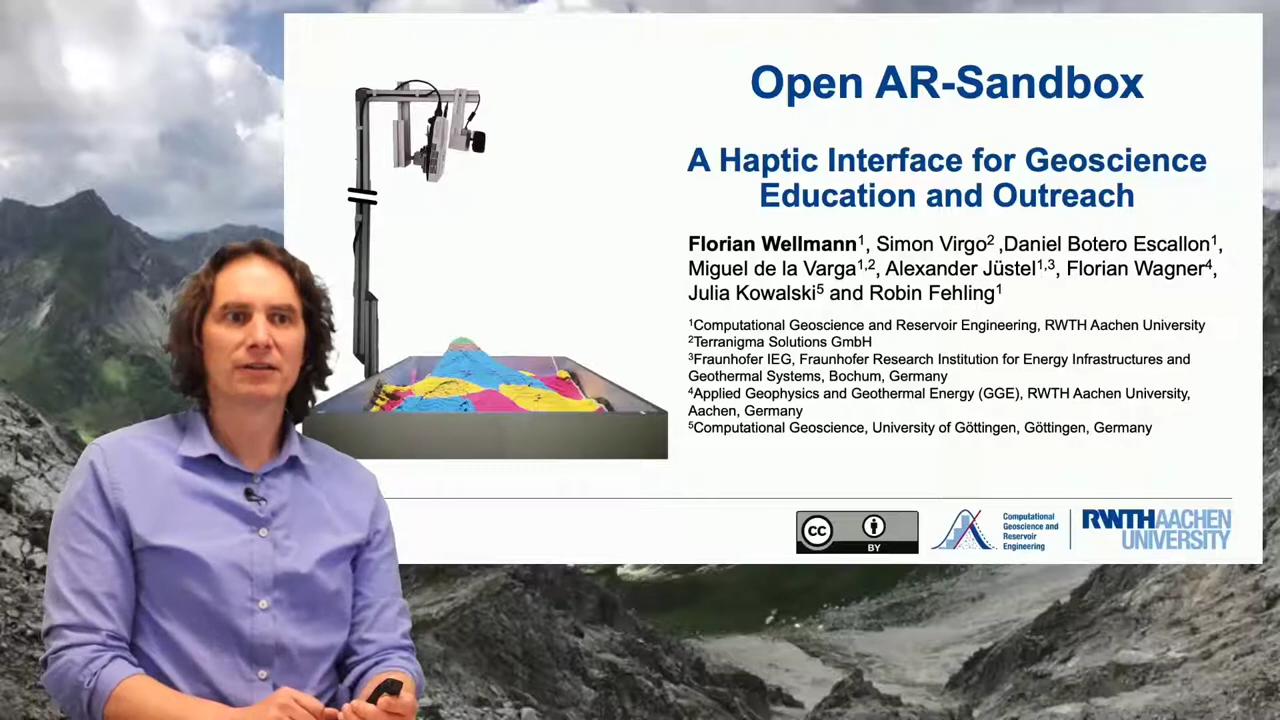 Open AR-Sandbox
A Haptic Interface for Geoscience
Education and Outreach
Florian Wellmann¹, Simon Virgo² ,Daniel Botero Escallon¹,
Miguel de la Varga¹,², Alexander Jüstel¹,³, Florian Wagner⁴,
Julia Kowalski⁵ and Robin Fehling¹
¹Computational Geoscience and Reservoir Engineering, RWTH Aachen University
²Terranigma Solutions GmbH
³Fraunhofer IEG, Fraunhofer Research Institution for Energy Infrastructures and
Geothermal Systems, Bochum, Germany
⁴Applied Geophysics and Geothermal Energy (GGE), RWTH Aachen University,
Aachen, Germany
⁵Computational Geoscience, University of Göttingen, Göttingen, Germany
CC
BY
Computational
Geoscience and
Reservoir
Engineering
RWTH AACHEN
UNIVERSITY